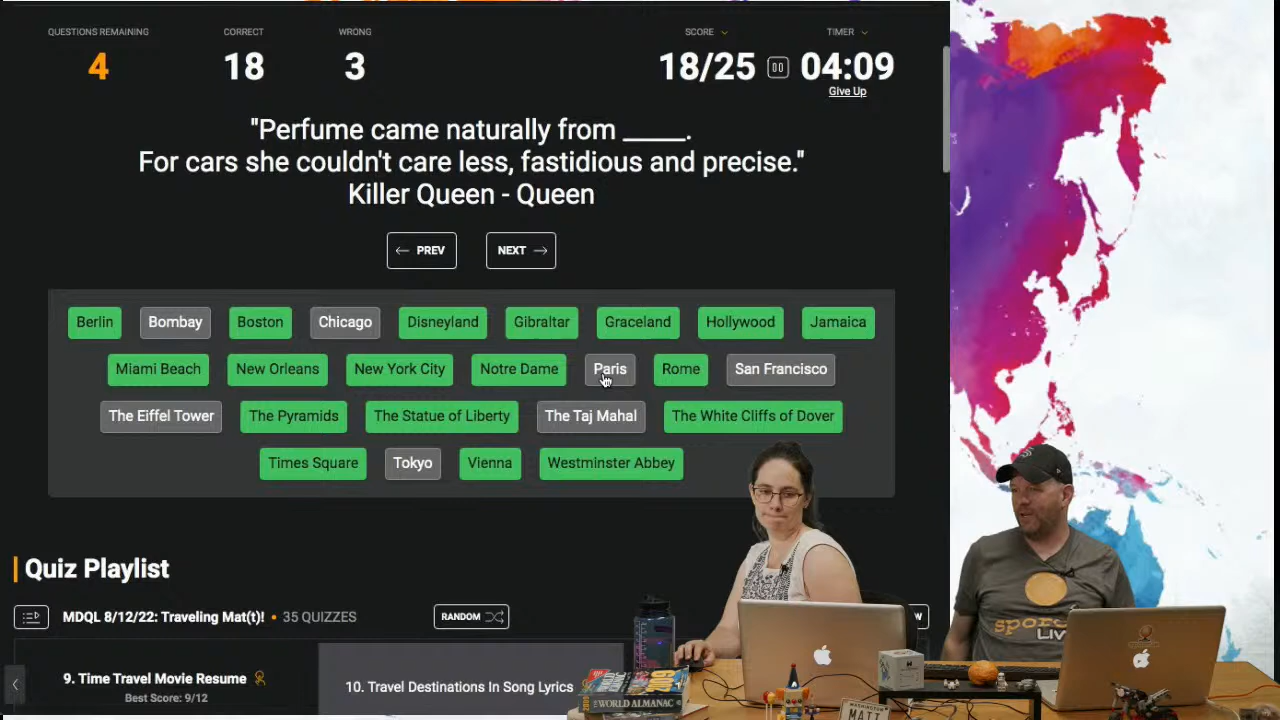 QUESTIONS REMAINING CORRECT WRONG SCORE TIMER
4 18 3 18/25 04:09
Give Up
"Perfume came naturally from _____.
For cars she couldn't care less, fastidious and precise."
Killer Queen - Queen
PREV NEXT
Berlin Bombay Boston Chicago Disneyland Gibraltar Graceland Hollywood Jamaica
Miami Beach New Orleans New York City Notre Dame Paris Rome San Francisco
The Eiffel Tower The Pyramids The Statue of Liberty The Taj Mahal The White Cliffs of Dover
Times Square Tokyo Vienna Westminster Abbey
Quiz Playlist
MDQL 8/12/22: Traveling Mat(t)! • 35 QUIZZES RANDOM
9. Time Travel Movie Resume
Best Score: 9/12
10. Travel Destinations In Song Lyrics
WORLD ALMANAC
WASHINGTON
MATT